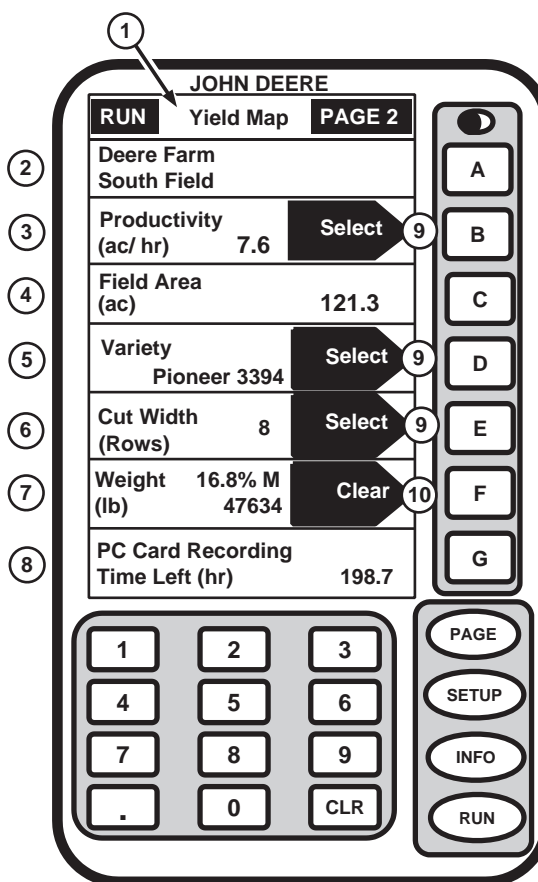 1
JOHN DEERE
RUN Yield Map PAGE 2
2 Deere Farm
South Field
A
3 Productivity
(ac/ hr) 7.6 Select 9 B
4 Field Area
(ac) 121.3 C
5 Variety
Pioneer 3394 Select 9 D
6 Cut Width
(Rows) 8 Select 9 E
7 Weight 16.8% M
(lb) 47634 Clear 10 F
8 PC Card Recording
Time Left (hr) 198.7 G
1 2 3
4 5 6
7 8 9
. 0 CLR
PAGE
SETUP
INFO
RUN